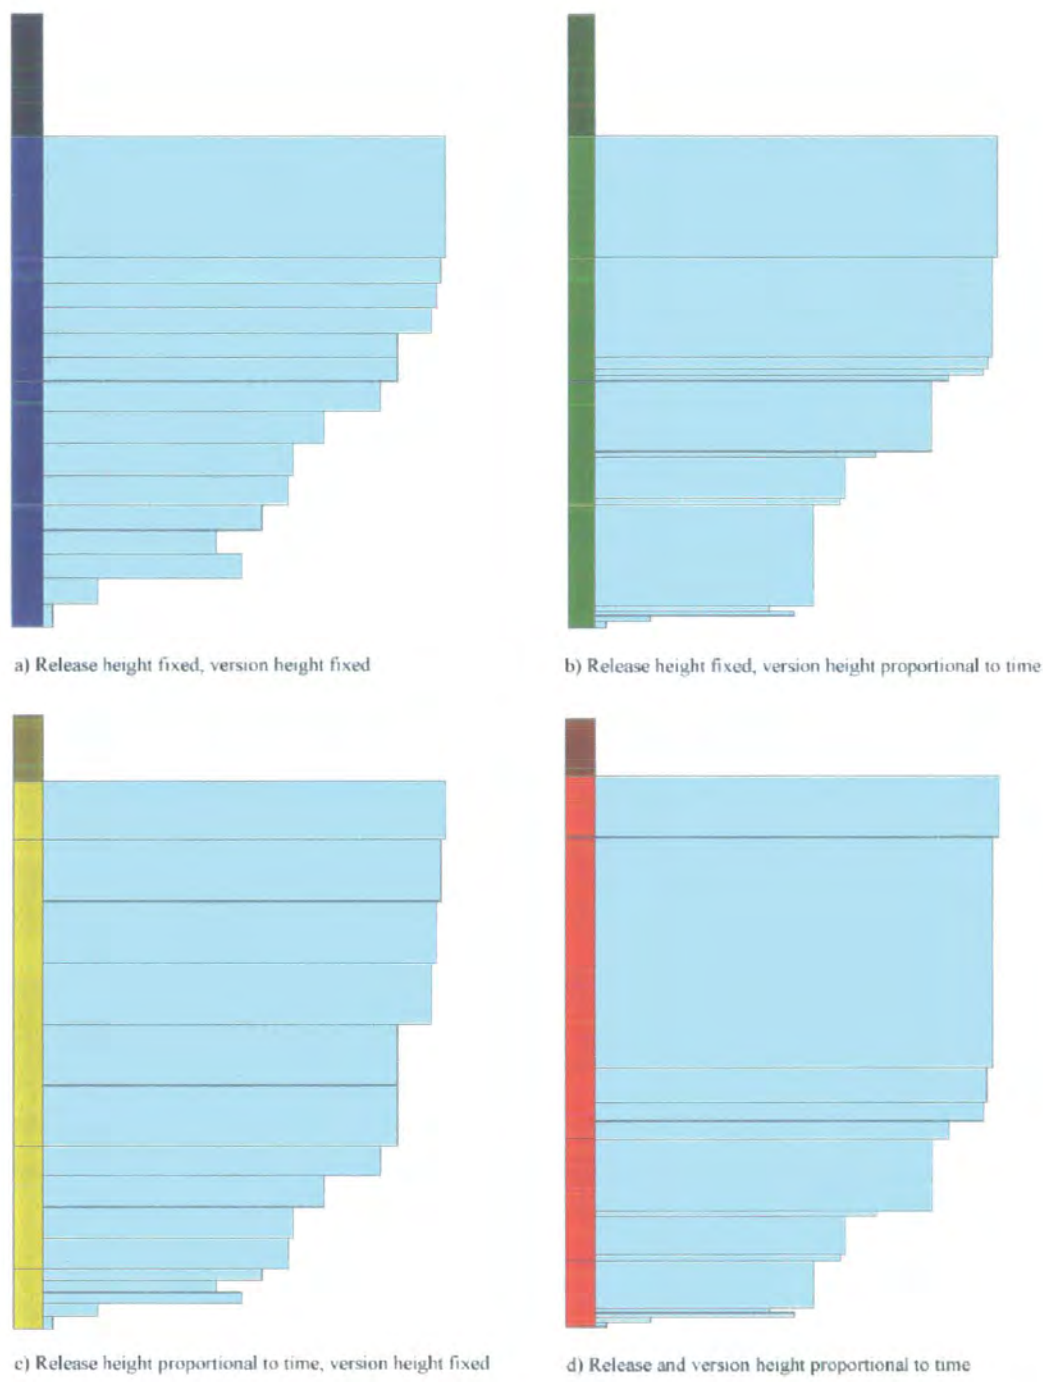 a) Release height fixed, version height fixed
b) Release height fixed, version height proportional to time
c) Release height proportional to time, version height fixed
d) Release and version height proportional to time